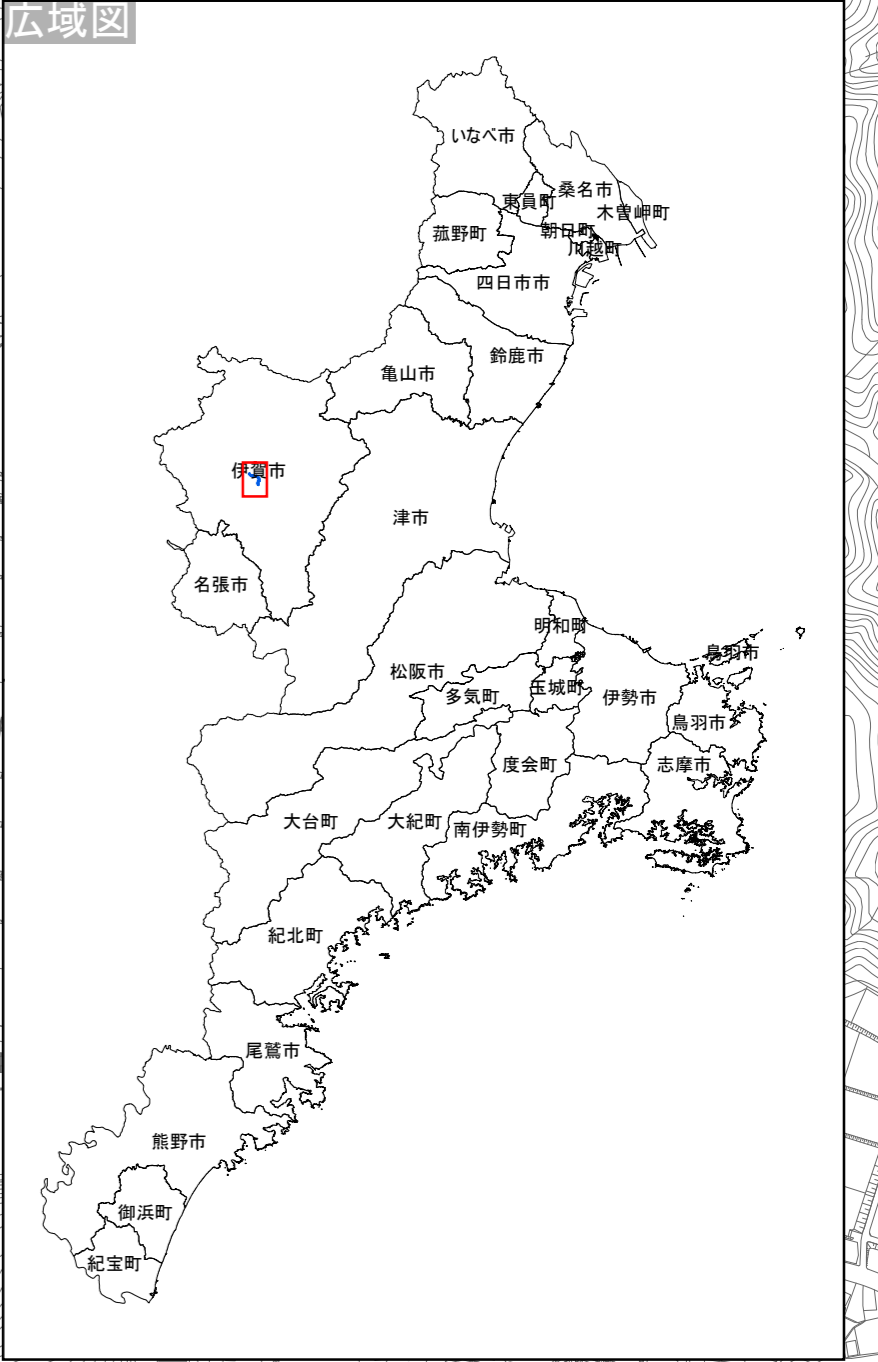 広域図
いなべ市
桑名市
東員町
木曽岬町
朝日町
川越町
菰野町
四日市市
鈴鹿市
亀山市
伊賀市
津市
名張市
明和町
鳥羽市
松阪市
多気町
玉城町
伊勢市
鳥羽市
度会町
志摩市
大台町
大紀町
南伊勢町
紀北町
尾鷲市
熊野市
御浜町
紀宝町